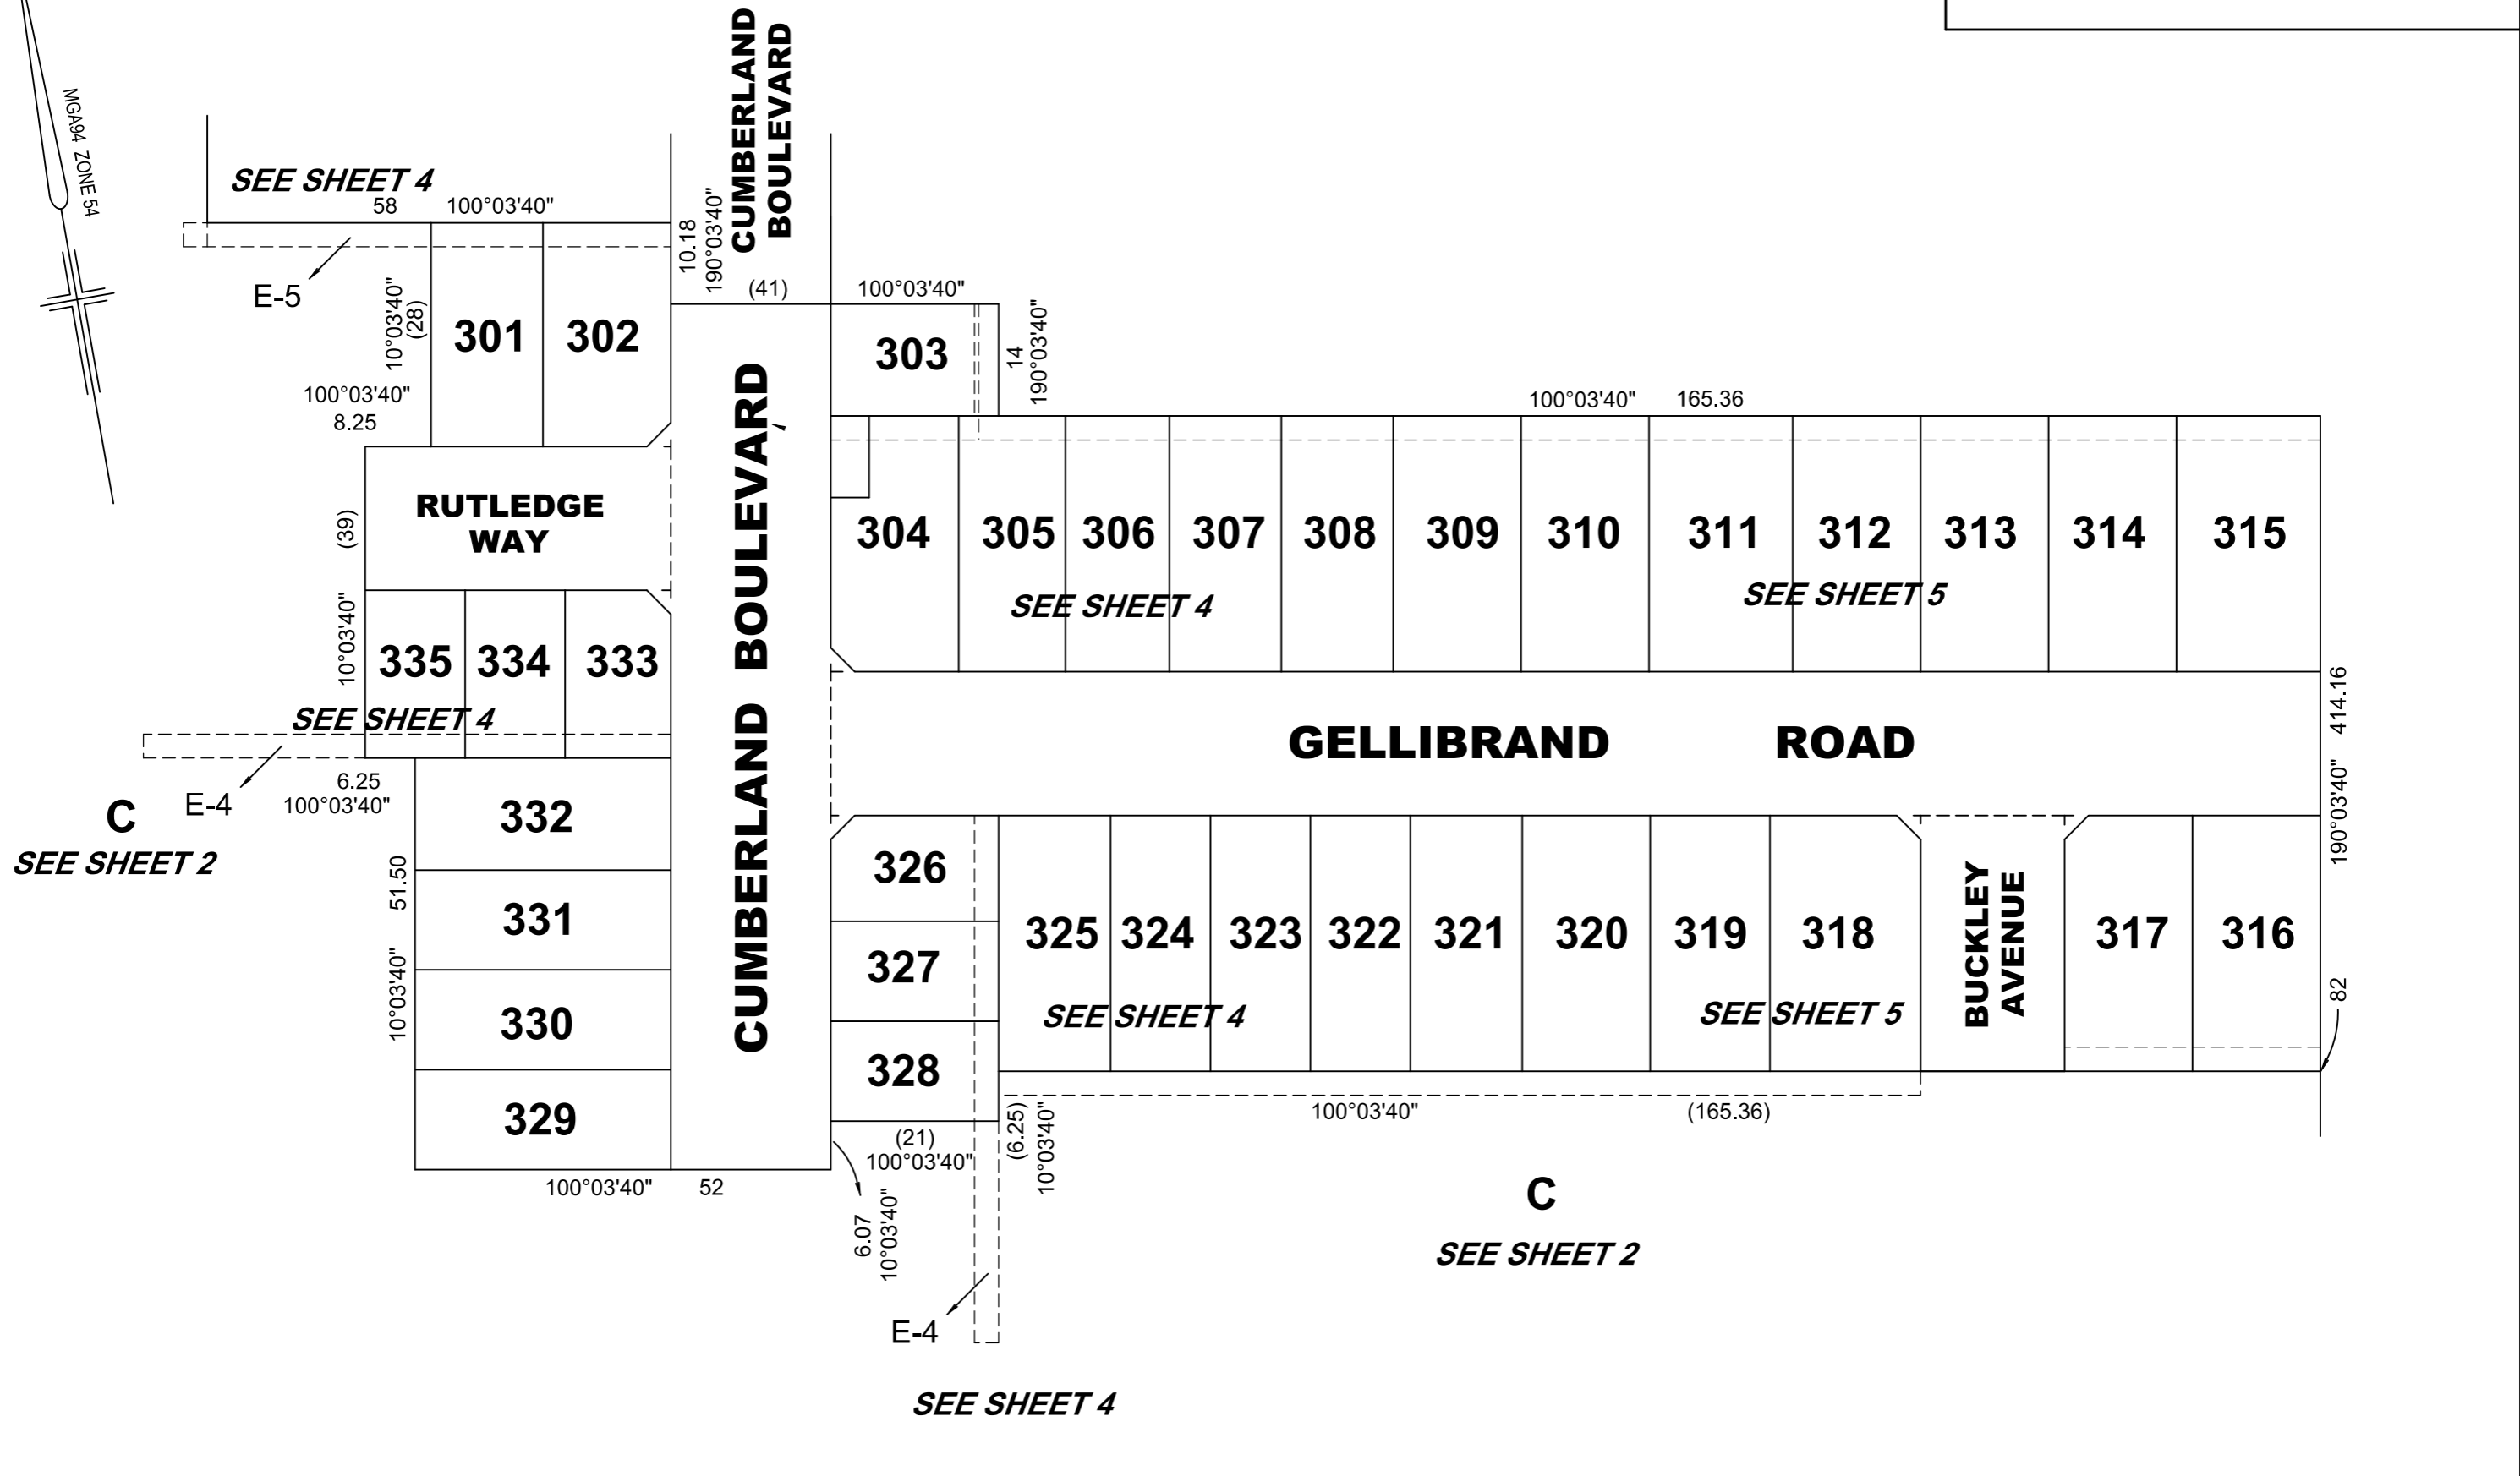 CUMBERLAND
BOULEVARD
MGA94 ZONE 54
SEE SHEET 4
58 100°03'40"
10.18
190°03'40"
E-5
10°03'40"
(28)
301
302
(41)
100°03'40"
303
14
190°03'40"
100°03'40"
8.25
100°03'40" 165.36
RUTLEDGE
WAY
(39)
10°03'40"
CUMBERLAND BOULEVARD
304
305
306
307
308
309
310
311
312
313
314
315
SEE SHEET 4
SEE SHEET 5
335
334
333
SEE SHEET 4
GELLIBRAND ROAD
190°03'40" 414.16
6.25
100°03'40"
E-4
C
SEE SHEET 2
332
331
330
329
10°03'40" 51.50
326
327
328
325
324
323
322
321
320
319
318
BUCKLEY
AVENUE
317
316
82
SEE SHEET 4
SEE SHEET 5
(21)
100°03'40"
(6.25)
10°03'40"
100°03'40" (165.36)
100°03'40" 52
6.07
10°03'40"
C
SEE SHEET 2
E-4
SEE SHEET 4